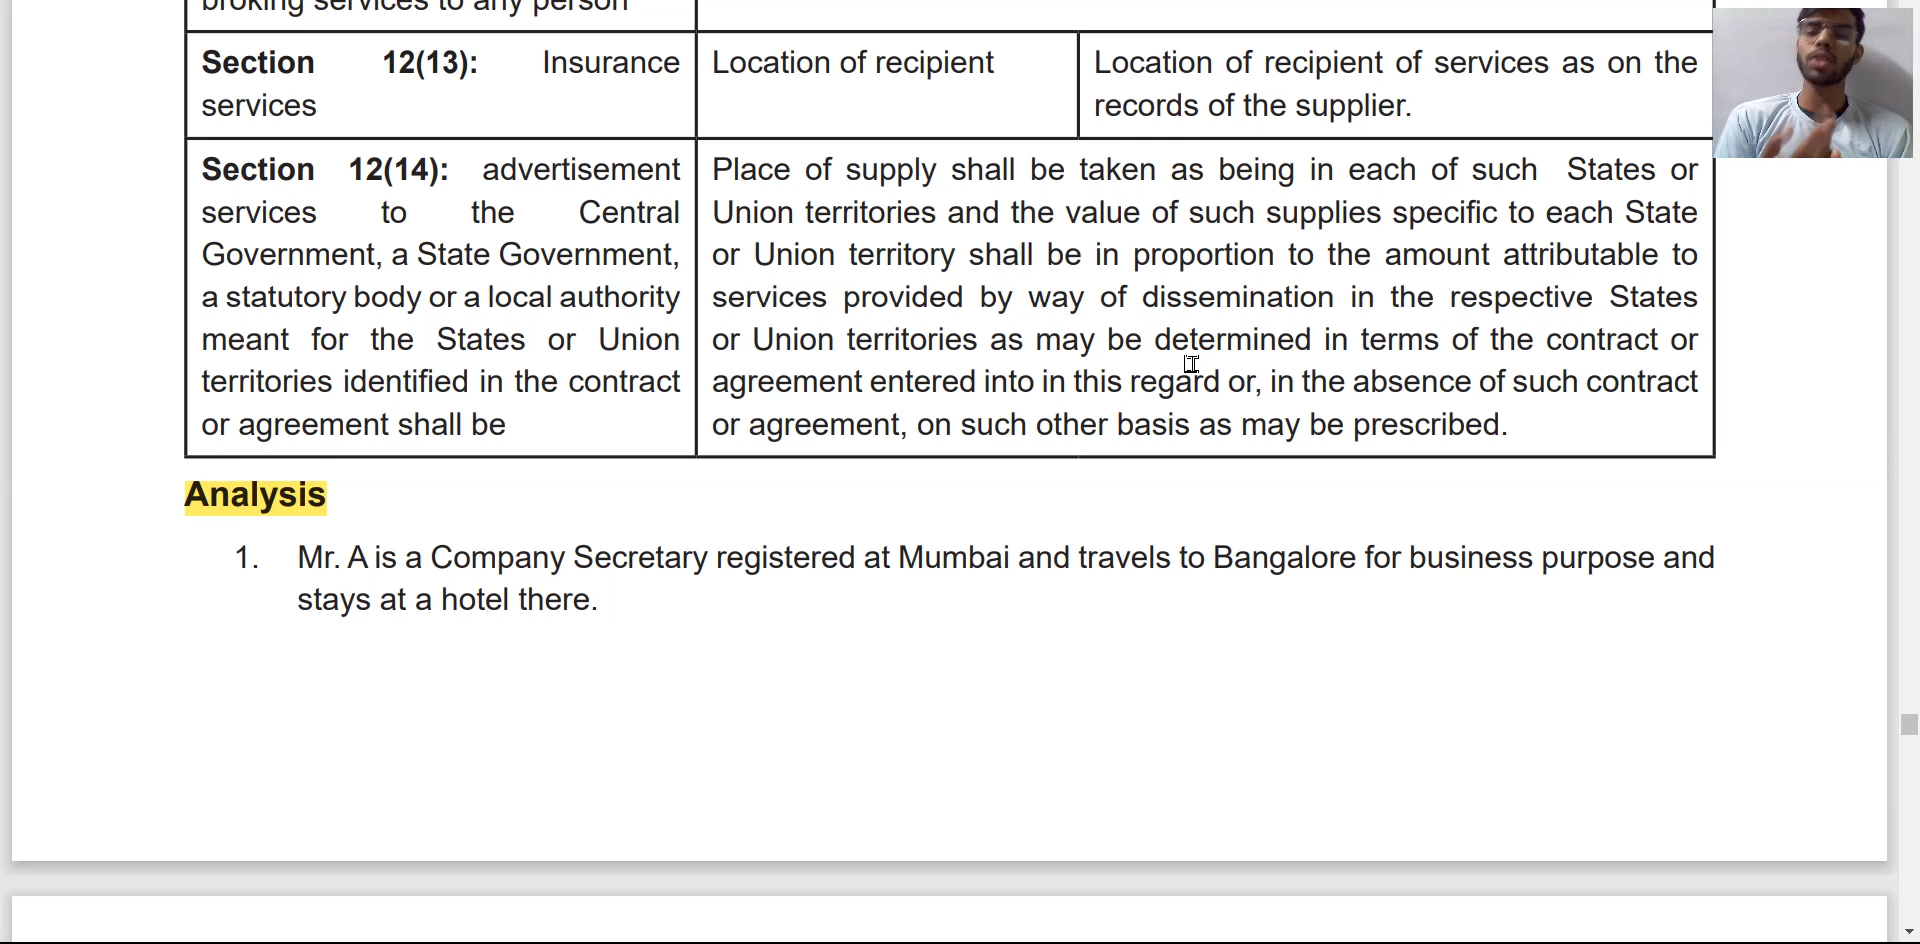 broking services to any person
Section 12(13): Insurance services
Location of recipient
Location of recipient of services as on the
records of the supplier.
Section 12(14): advertisement
services to the Central
Government, a State Government,
a statutory body or a local authority
meant for the States or Union
territories identified in the contract
or agreement shall be
Place of supply shall be taken as being in each of such States or
Union territories and the value of such supplies specific to each State
or Union territory shall be in proportion to the amount attributable to
services provided by way of dissemination in the respective States
or Union territories as may be determined in terms of the contract or
agreement entered into in this regard or, in the absence of such contract
or agreement, on such other basis as may be prescribed.
Analysis
1. Mr. A is a Company Secretary registered at Mumbai and travels to Bangalore for business purpose and
stays at a hotel there.